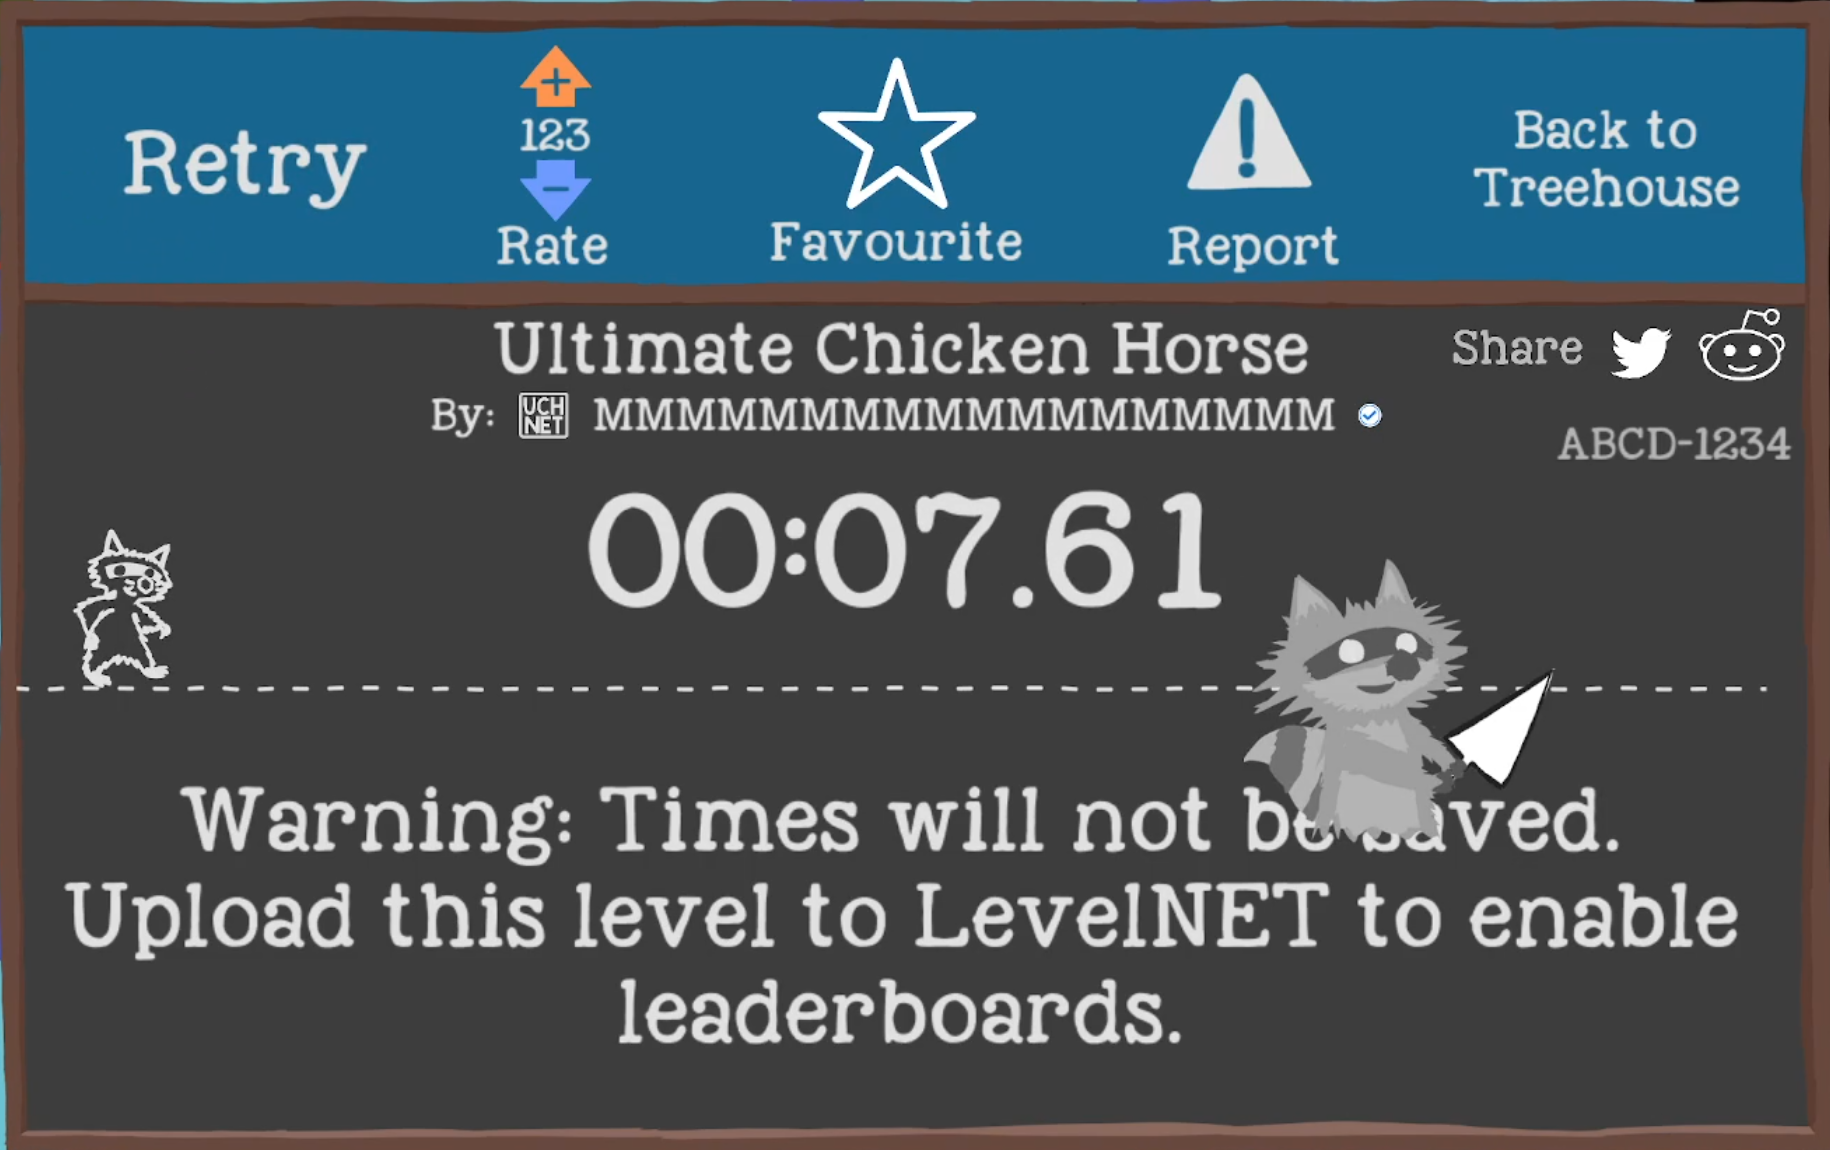 Retry
+
123
-
Rate
Favourite
!
Report
Back to
Treehouse
Ultimate Chicken Horse
Share
By: UCH NET MMMMMMMMMMMMMMMMMM
ABCD-1234
00:07.61
Warning: Times will not be saved.
Upload this level to LevelNET to enable
leaderboards.